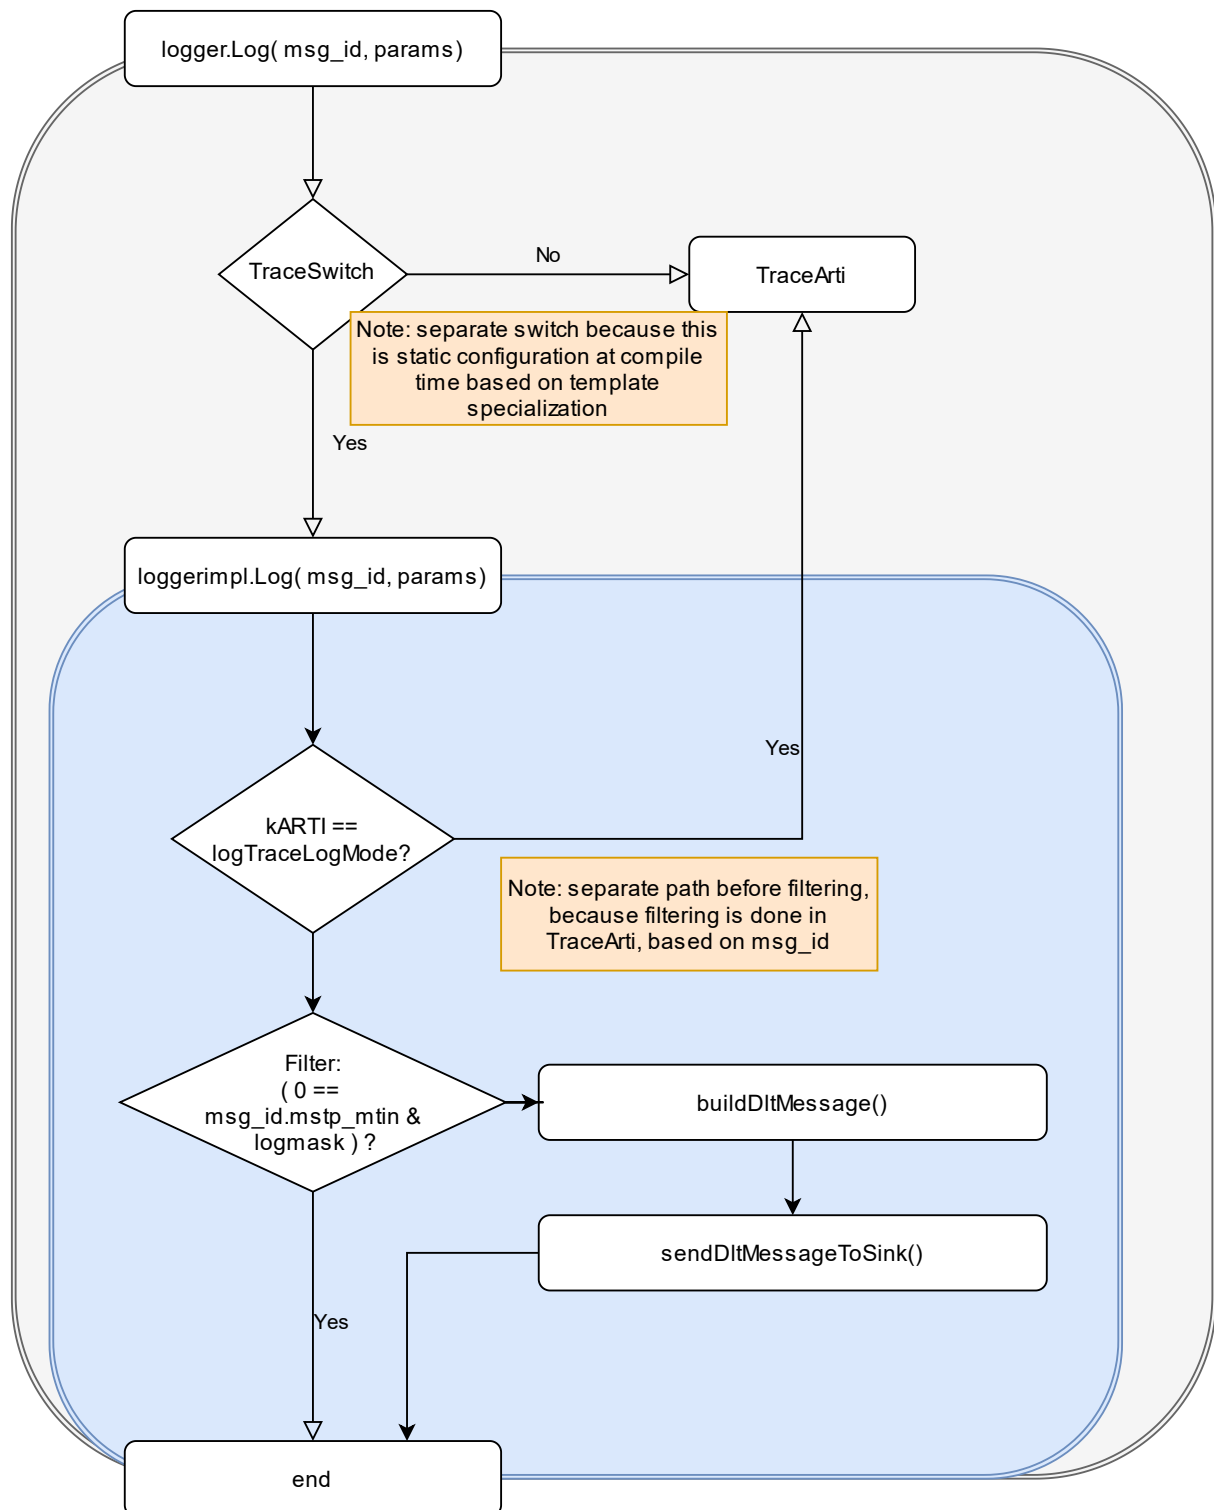 logger.Log( msg_id, params)
TraceSwitch
No
TraceArti
Note: separate switch because this
is static configuration at compile
time based on template
specialization
Yes
loggerimpl.Log( msg_id, params)
Yes
kARTI ==
logTraceLogMode?
Note: separate path before filtering,
because filtering is done in
TraceArti, based on msg_id
Filter:
( 0 ==
msg_id.mstp_mtin &
logmask ) ?
buildDltMessage()
sendDltMessageToSink()
Yes
end